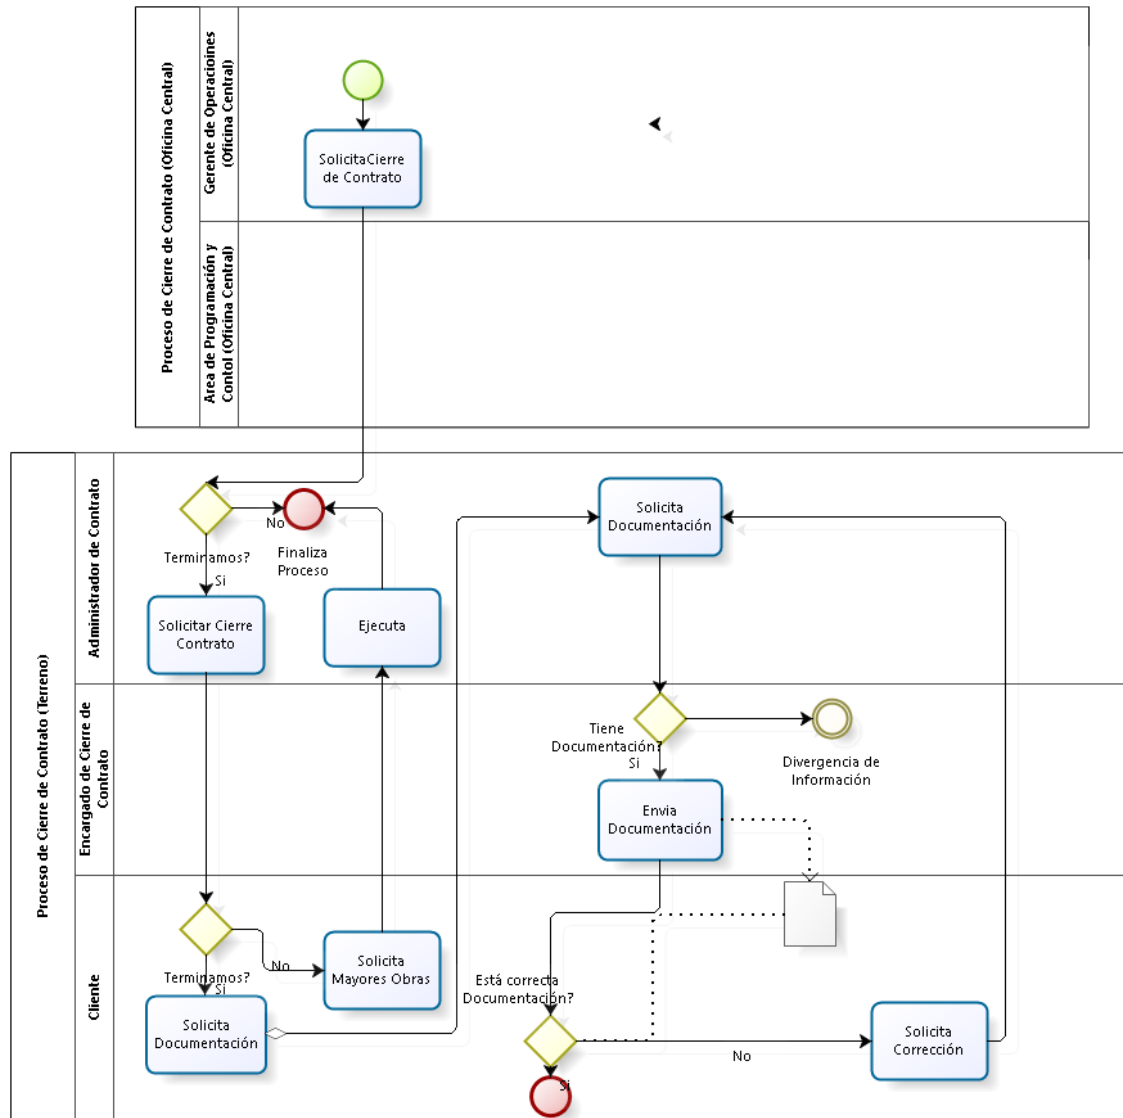 Proceso de Cierre de Contrato (Oficina Central)
Gerente de Operacioines
(Oficina Central)
SolicitaCierre
de Contrato
Area de Programación y
Contol (Oficina Central)
Proceso de Cierre de Contrato (Terreno)
Administrador de Contrato
Terminamos?
No
Si
Finaliza
Proceso
Solicitar Cierre
Contrato
Ejecuta
Solicita
Documentación
Encargado de Cierre de
Contrato
Tiene
Documentación?
Si
Divergencia de
Información
Envia
Documentación
Cliente
Terminamos?
No
Si
Solicita
Mayores Obras
Solicita
Documentación
Está correcta
Documentación?
No
Si
Solicita
Corrección